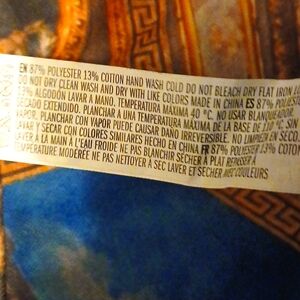 EN 87% POLYESTER 13% COTTON HAND WASH COLD DO NOT BLEACH DRY FLAT IRON LO
DO NOT DRY CLEAN WASH AND DRY WITH LIKE COLORS MADE IN CHINA ES 87% POLIES
13% ALGODÓN LAVAR A MANO. TEMPERATURA MÁXIMA 40 °C. NO USAR BLANQUEADOR.
SECADO EXTENDIDO. PLANCHAR A UNA TEMPERATURA MÁXIMA DE LA BASE DE 110 °C. SIN
VAPOR. PLANCHAR CON VAPOR PUEDE CAUSAR DAÑO IRREVERSIBLE. NO LIMPIEN EN SECO
LAVAR Y SECAR CON COLORES SIMILARES HECHO EN CHINA FR 87% POLYESTER 13% COTON
LAVER À LA MAIN À L'EAU FROIDE NE PAS BLANCHIR SÉCHER À PLAT REPASSER À
TEMPÉRATURE MODÉRÉE NE PAS NETTOYER À SEC LAVER ET SÉCHER AVEC COULEURS